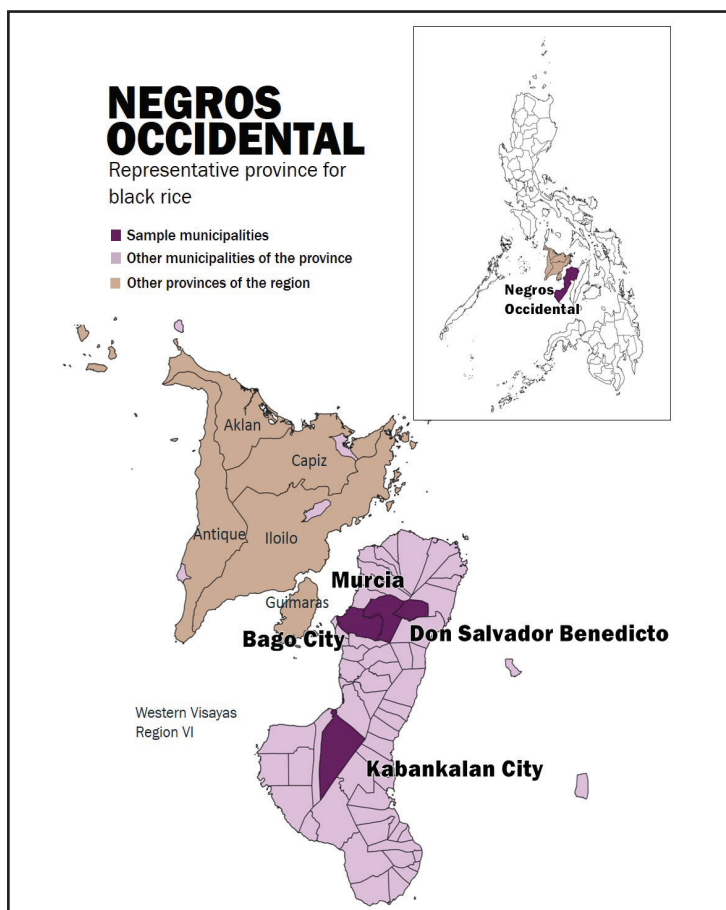 NEGROS
OCCIDENTAL
Representative province for
black rice
Sample municipalities
Other municipalities of the province
Other provinces of the region
Negros
Occidental
Aklan
Capiz
Antique
Iloilo
Guimaras
Murcia
Bago City
Don Salvador Benedicto
Western Visayas
Region VI
Kabankalan City